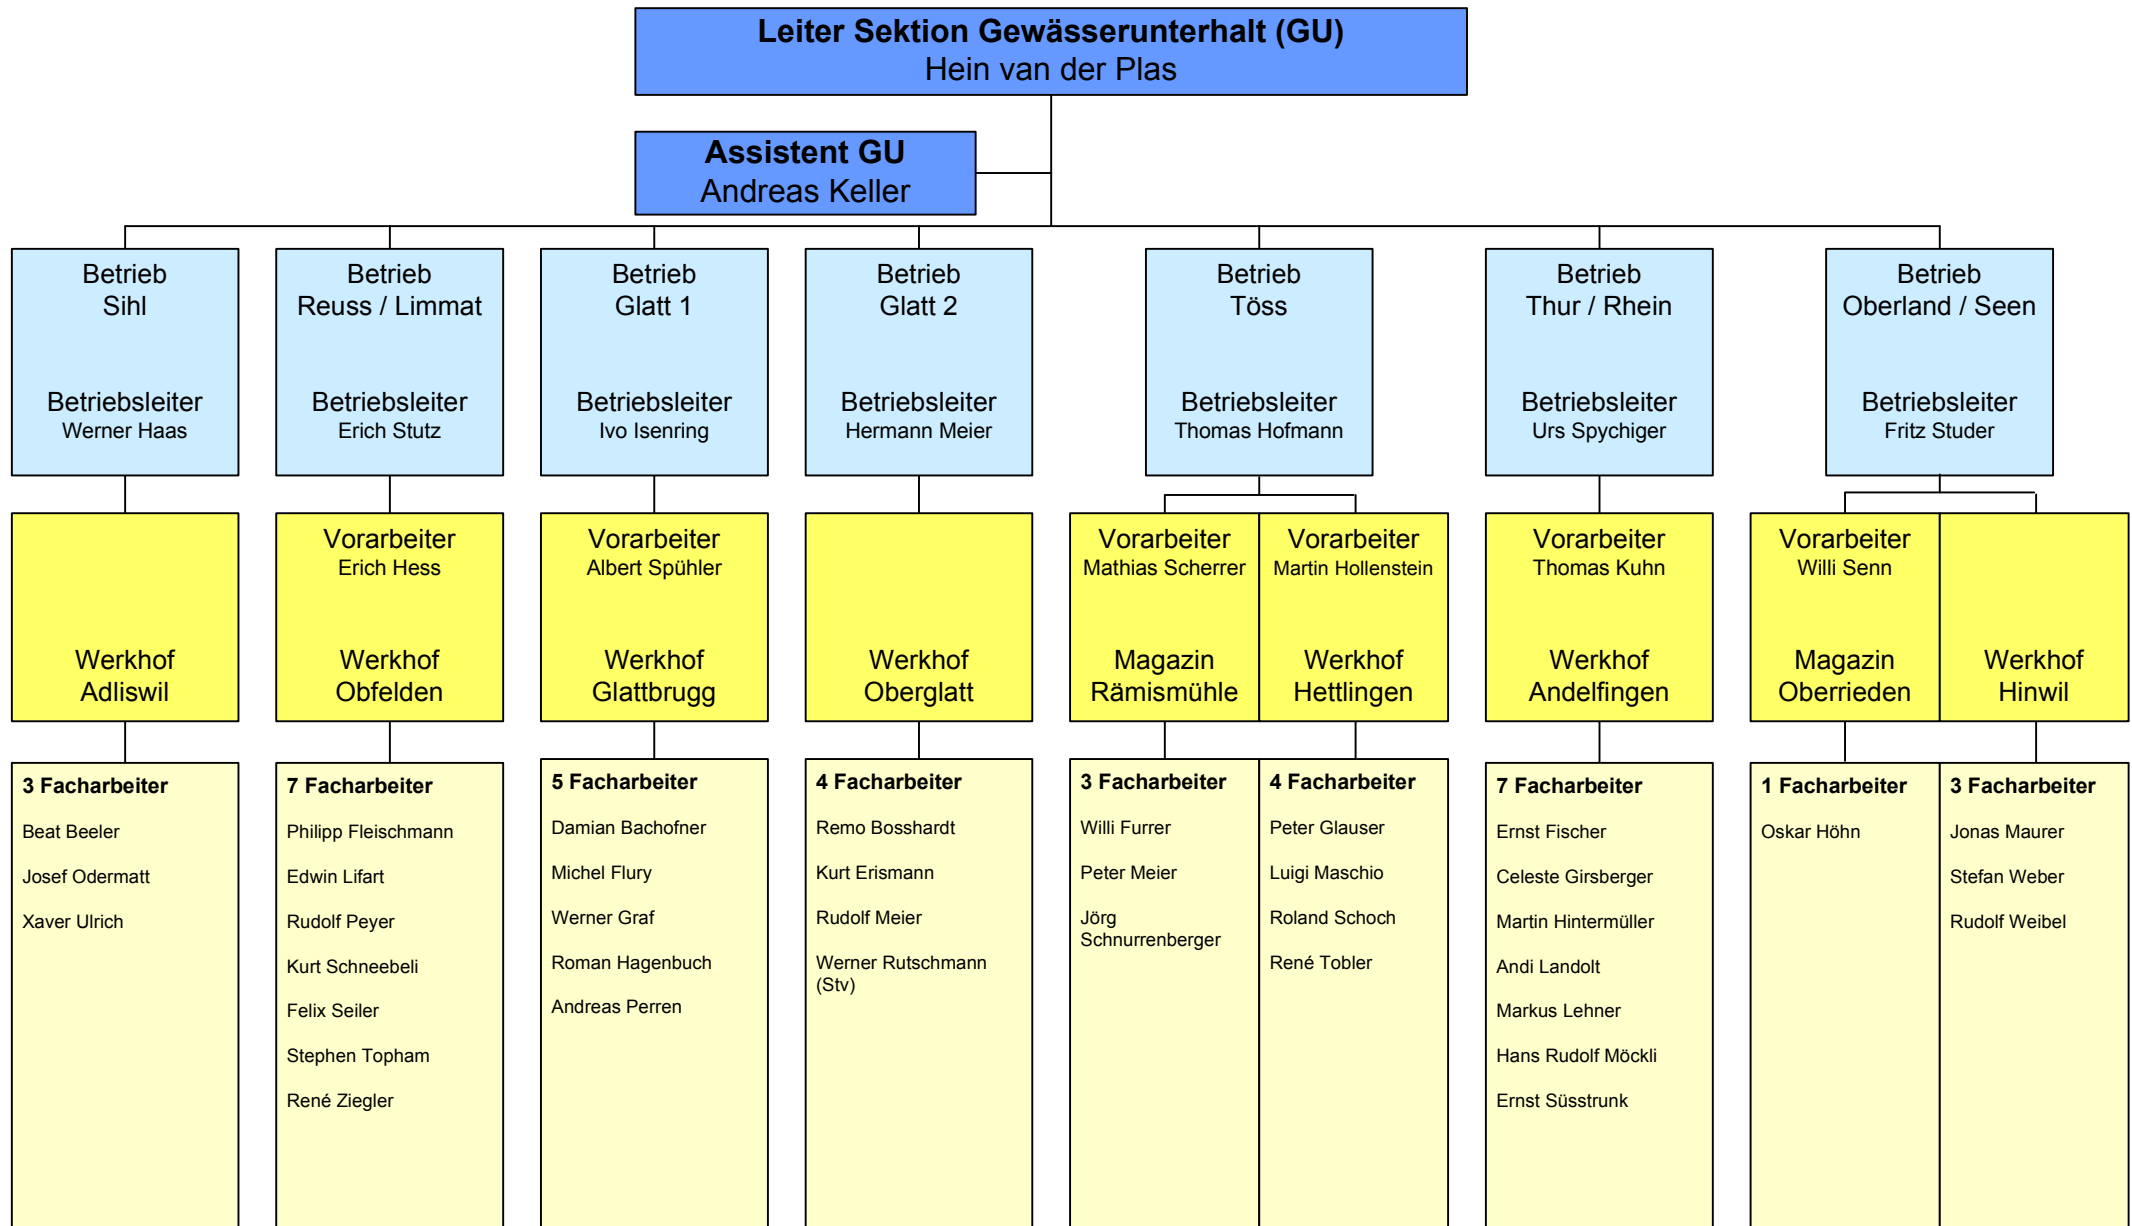 Leiter Sektion Gewässerunterhalt (GU)
Hein van der Plas
Assistent GU
Andreas Keller
Betrieb
Sihl
Betriebsleiter
Werner Haas
Betrieb
Reuss / Limmat
Betriebsleiter
Erich Stutz
Betrieb
Glatt 1
Betriebsleiter
Ivo Isenring
Betrieb
Glatt 2
Betriebsleiter
Hermann Meier
Betrieb
Töss
Betriebsleiter
Thomas Hofmann
Betrieb
Thur / Rhein
Betriebsleiter
Urs Spychiger
Betrieb
Oberland / Seen
Betriebsleiter
Fritz Studer
Werkhof
Adliswil
Vorarbeiter
Erich Hess
Werkhof
Obfelden
Vorarbeiter
Albert Spühler
Werkhof
Glattbrugg
Werkhof
Oberglatt
Vorarbeiter
Mathias Scherrer
Magazin
Rämismühle
Vorarbeiter
Martin Hollenstein
Werkhof
Hettlingen
Vorarbeiter
Thomas Kuhn
Werkhof
Andelfingen
Vorarbeiter
Willi Senn
Magazin
Oberrieden
Werkhof
Hinwil
3 Facharbeiter
Beat Beeler
Josef Odermatt
Xaver Ulrich
7 Facharbeiter
Philipp Fleischmann
Edwin Lifart
Rudolf Peyer
Kurt Schneebeli
Felix Seiler
Stephen Topham
René Ziegler
5 Facharbeiter
Damian Bachofner
Michel Flury
Werner Graf
Roman Hagenbuch
Andreas Perren
4 Facharbeiter
Remo Bosshardt
Kurt Erismann
Rudolf Meier
Werner Rutschmann
(Stv)
3 Facharbeiter
Willi Furrer
Peter Meier
Jörg
Schnurrenberger
4 Facharbeiter
Peter Glauser
Luigi Maschio
Roland Schoch
René Tobler
7 Facharbeiter
Ernst Fischer
Celeste Girsberger
Martin Hintermüller
Andi Landolt
Markus Lehner
Hans Rudolf Möckli
Ernst Süsstrunk
1 Facharbeiter
Oskar Höhn
3 Facharbeiter
Jonas Maurer
Stefan Weber
Rudolf Weibel